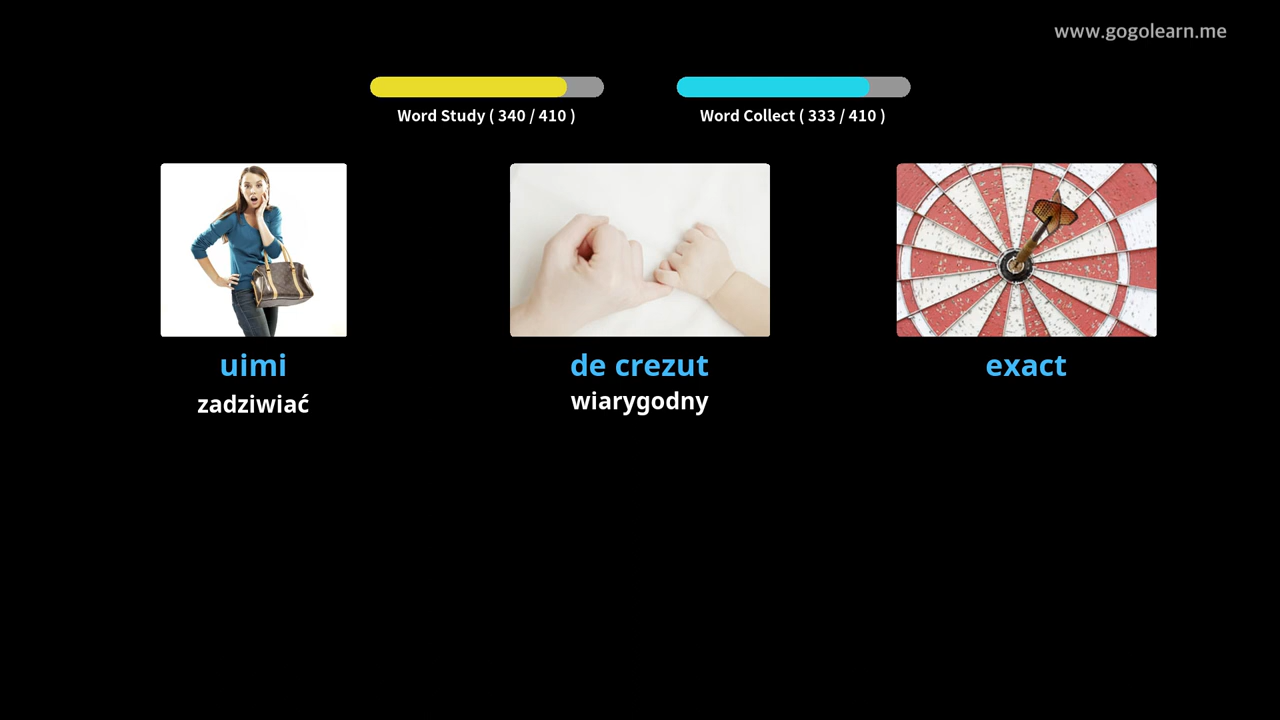 www.gogolearn.me
Word Study ( 340 / 410 )
Word Collect ( 333 / 410 )
uimi
de crezut
exact
zadziwiać
wiarygodny